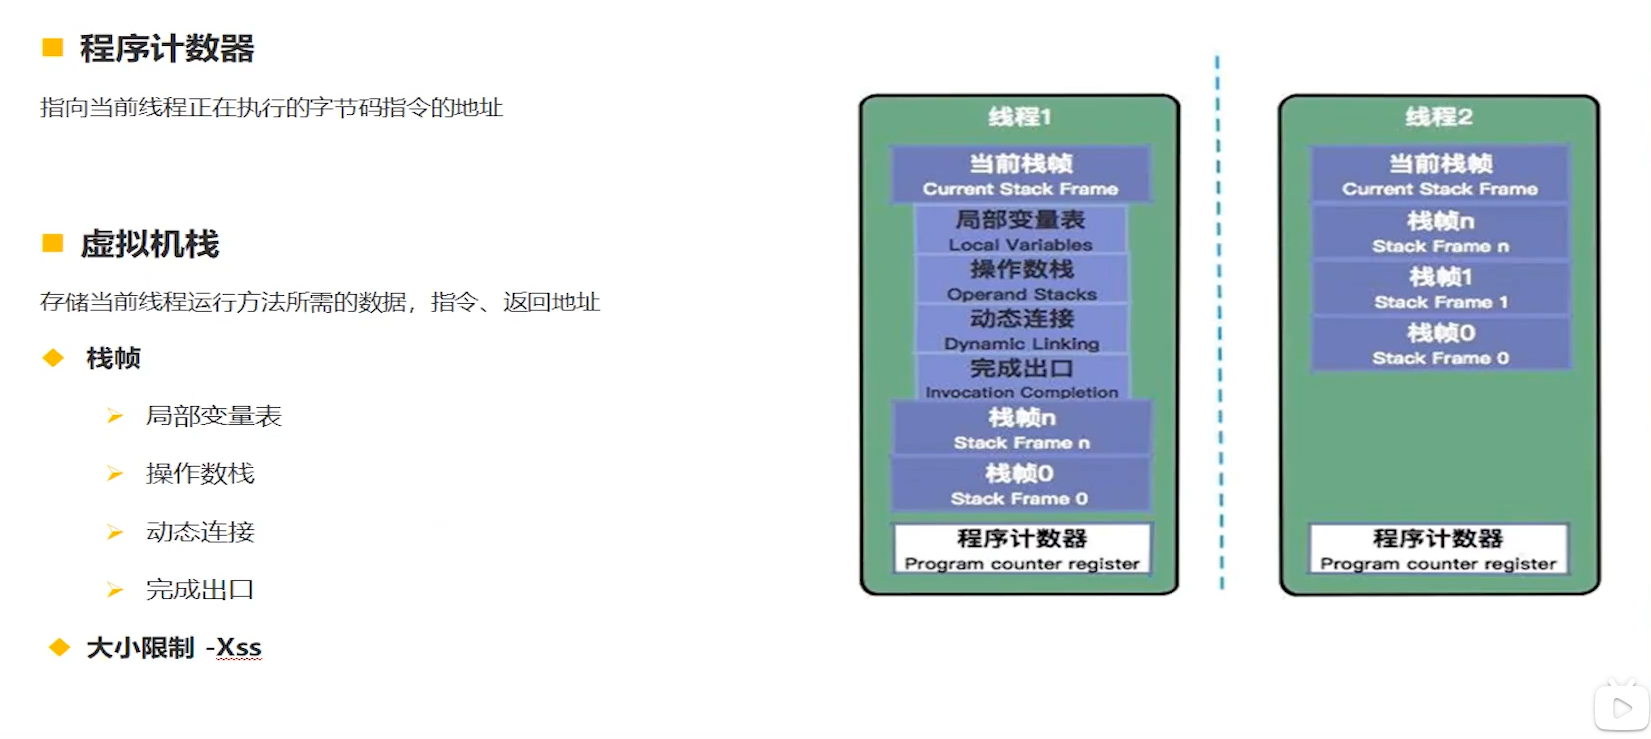 程序计数器
指向当前线程正在执行的字节码指令的地址
虚拟机栈
存储当前线程运行方法所需的数据，指令、返回地址
栈帧
局部变量表
操作数栈
动态连接
完成出口
大小限制 -Xss
线程1
当前栈帧
Current Stack Frame
局部变量表
Local Variables
操作数栈
Operand Stacks
动态连接
Dynamic Linking
完成出口
Invocation Completion
栈帧n
Stack Frame n
栈帧0
Stack Frame 0
程序计数器
Program counter register
线程2
当前栈帧
Current Stack Frame
栈帧n
Stack Frame n
栈帧1
Stack Frame 1
栈帧0
Stack Frame 0
程序计数器
Program counter register